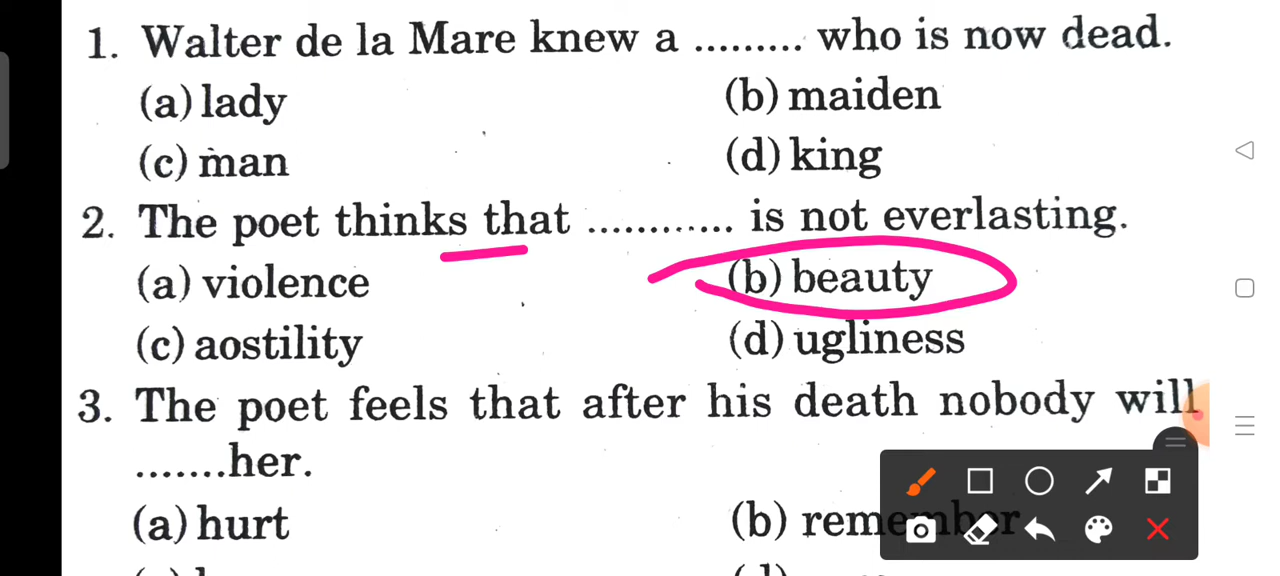 1. Walter de la Mare knew a ......... who is now dead.
(a) lady (b) maiden
(c) man (d) king
2. The poet thinks that ............ is not everlasting.
(a) violence (b) beauty
(c) aostility (d) ugliness
3. The poet feels that after his death nobody will
.......her.
(a) hurt (b) remember